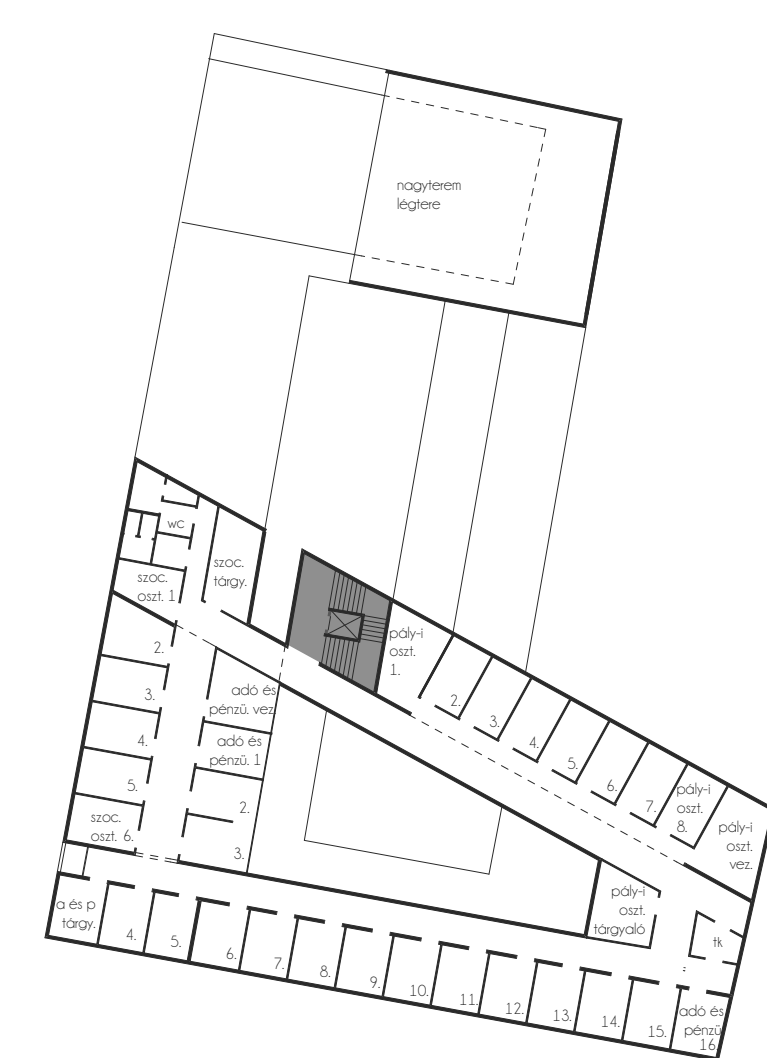 nagyterem
légtere
wc
szoc.
oszt. 1
szoc.
tárgy.
2.
3.
4.
5.
szoc.
oszt. 6.
adó és
pénzü. vez.
adó és
pénzü. 1
2.
3.
pály-i
oszt.
1.
2.
3.
4.
5.
6.
7.
pály-i
oszt.
8.
pály-i
oszt.
vez.
pály-i
oszt.
tárgyaló
tk
a és p
tárgy.
4.
5.
6.
7.
8.
9.
10.
11.
12.
13.
14.
15.
adó és
pénzü
16.